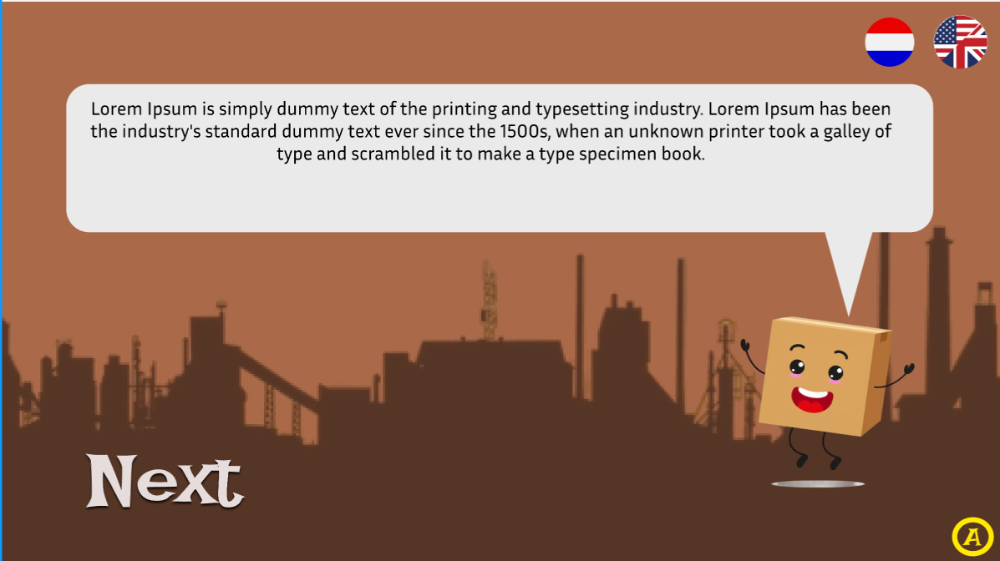 Lorem Ipsum is simply dummy text of the printing and typesetting industry. Lorem Ipsum has been
the industry's standard dummy text ever since the 1500s, when an unknown printer took a galley of
type and scrambled it to make a type specimen book.
Next
A